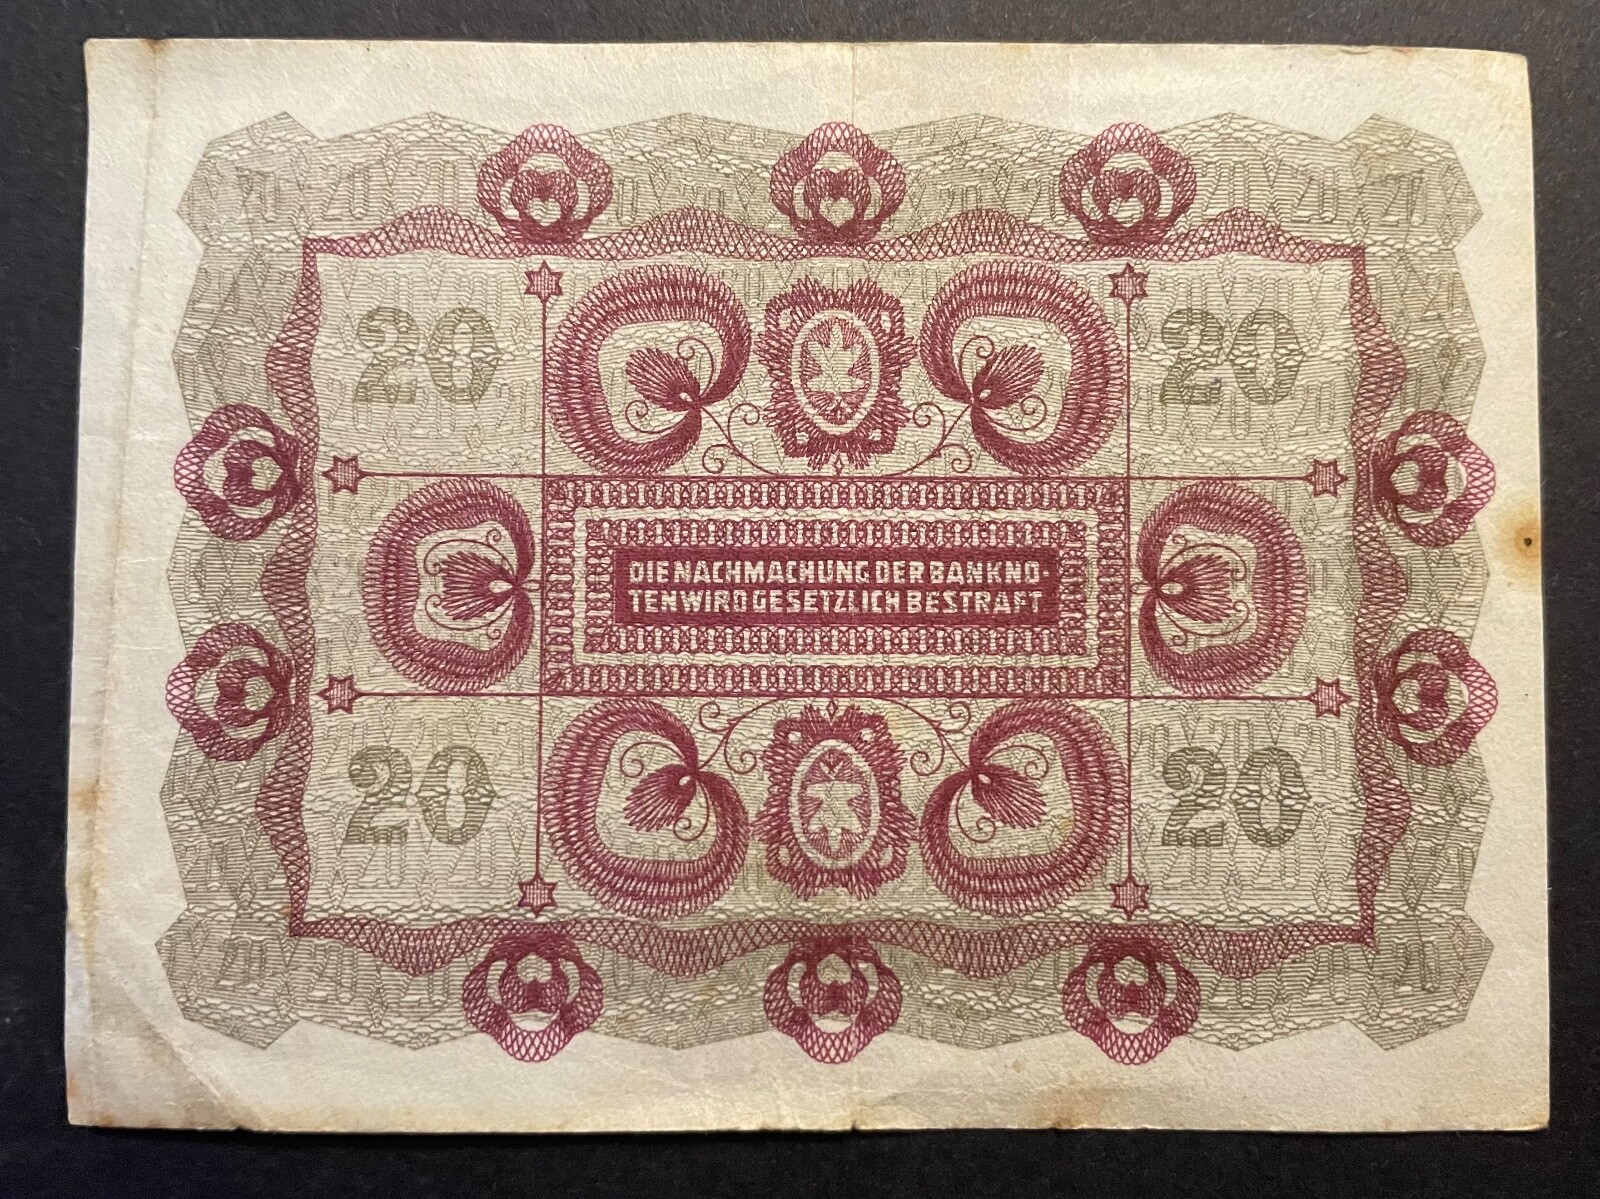 20 20
DIE NACHMACHUNG DER BANKNO-
TEN WIRD GESETZLICH BESTRAFT
20 20